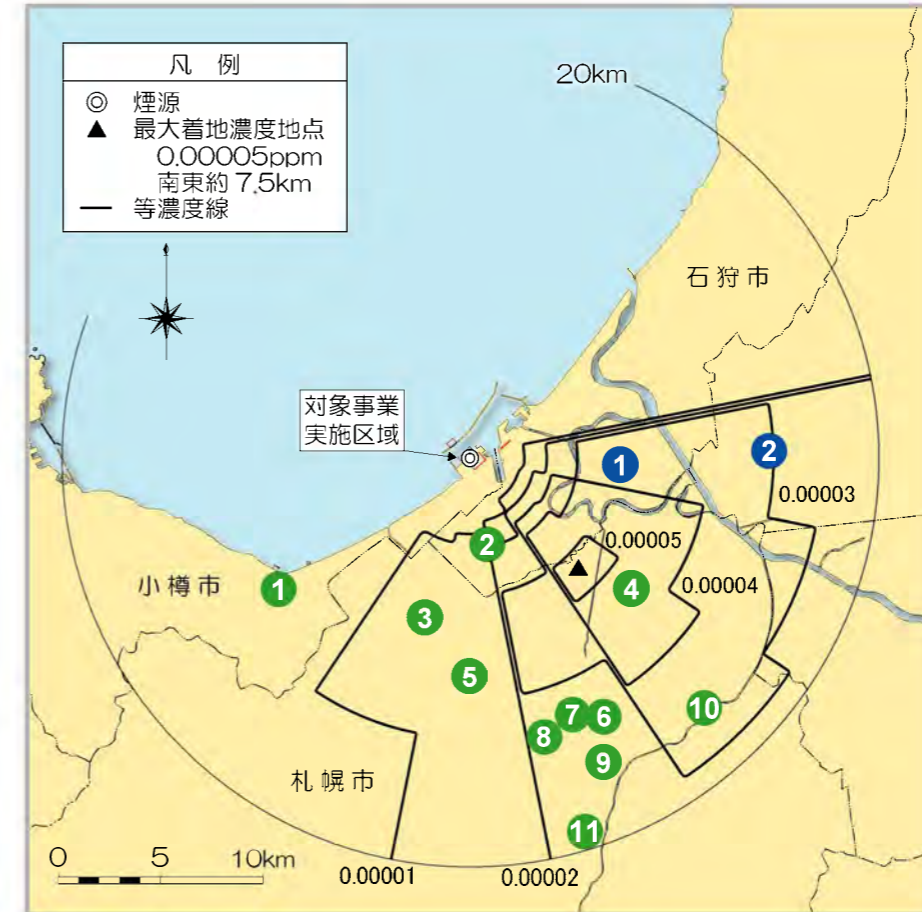 凡 例
◎ 煙源
▲ 最大着地濃度地点
0.00005ppm
南東約 7.5km
― 等濃度線
20km
石狩市
対象事業
実施区域
1
2
0.00003
2
0.00005
小樽市
1
4
0.00004
3
5
7
6
10
8
9
札幌市
11
0 5 10km
0.00001
0.00002